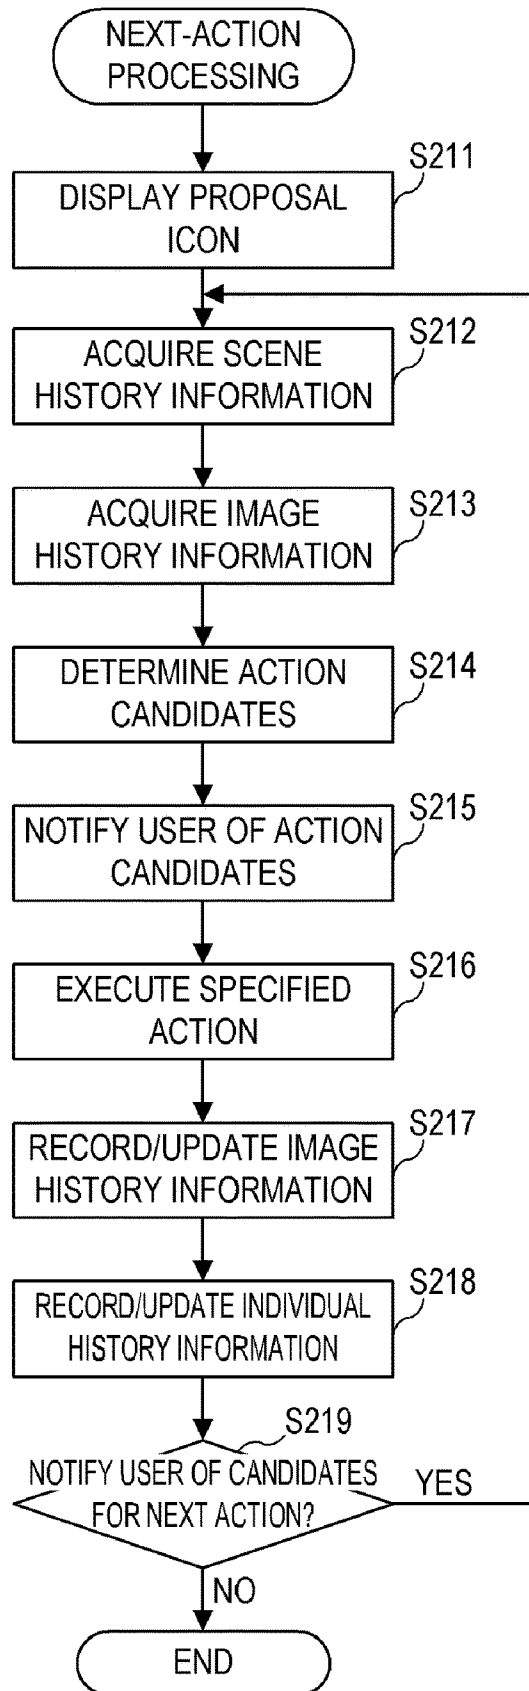 NEXT-ACTION
PROCESSING
S211
DISPLAY PROPOSAL
ICON
S212
ACQUIRE SCENE
HISTORY INFORMATION
S213
ACQUIRE IMAGE
HISTORY INFORMATION
S214
DETERMINE ACTION
CANDIDATES
S215
NOTIFY USER OF ACTION
CANDIDATES
S216
EXECUTE SPECIFIED
ACTION
S217
RECORD/UPDATE IMAGE
HISTORY INFORMATION
S218
RECORD/UPDATE INDIVIDUAL
HISTORY INFORMATION
S219
NOTIFY USER OF CANDIDATES
FOR NEXT ACTION?
YES
NO
END